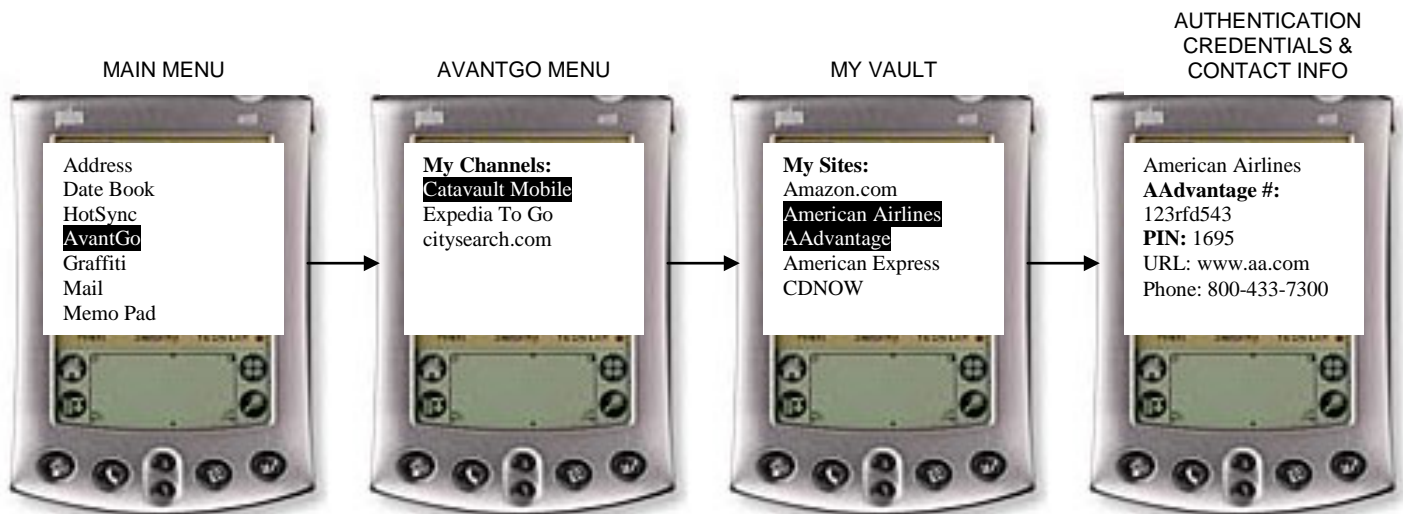 MAIN MENU
Address
Date Book
HotSync
AvantGo
Graffiti
Mail
Memo Pad
AVANTGO MENU
My Channels:
Catavault Mobile
Expedia To Go
citysearch.com
MY VAULT
My Sites:
Amazon.com
American Airlines
AAdvantage
American Express
CDNOW
AUTHENTICATION
CREDENTIALS &
CONTACT INFO
American Airlines
AAdvantage #:
123rfd543
PIN: 1695
URL: www.aa.com
Phone: 800-433-7300